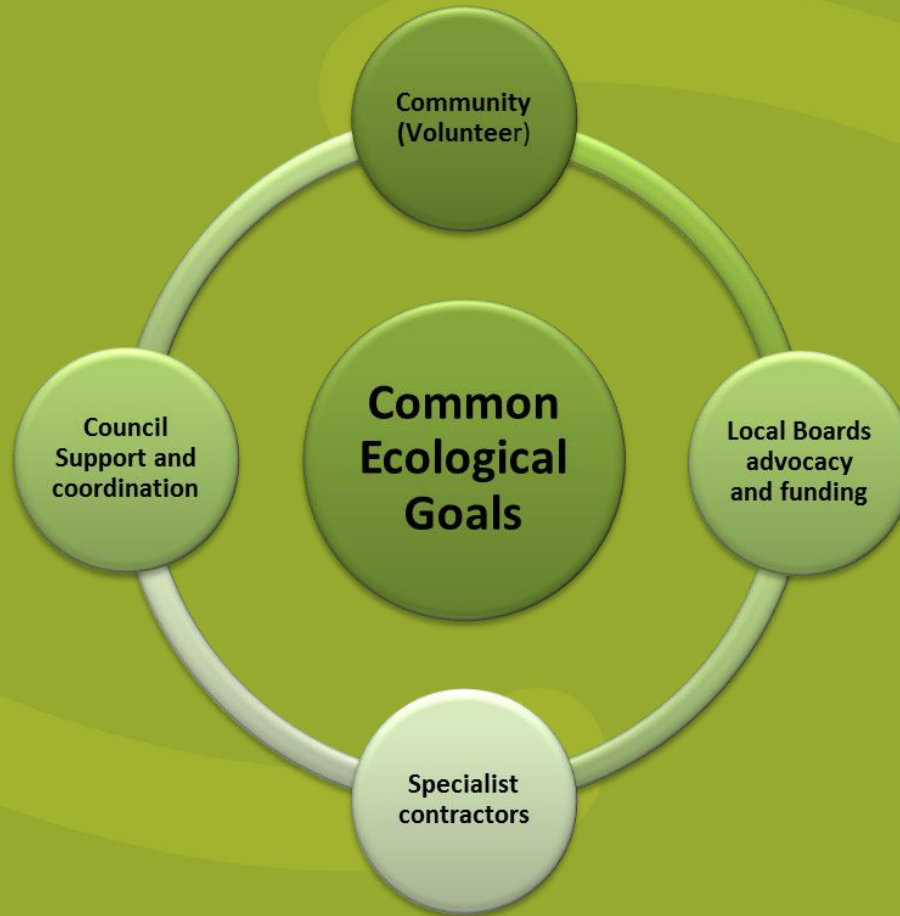 Community
(Volunteer)
Common
Ecological
Goals
Council
Support and
coordination
Local Boards
advocacy
and funding
Specialist
contractors